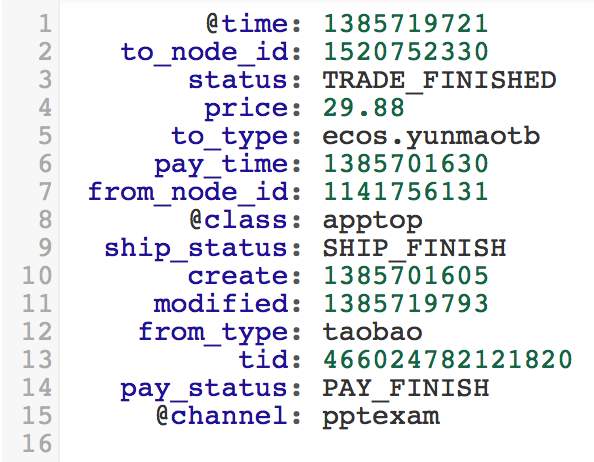 1 @time: 1385719721
2 to_node_id: 1520752330
3 status: TRADE_FINISHED
4 price: 29.88
5 to_type: ecos.yunmaotb
6 pay_time: 1385701630
7 from_node_id: 1141756131
8 @class: apptop
9 ship_status: SHIP_FINISH
10 create: 1385701605
11 modified: 1385719793
12 from_type: taobao
13 tid: 466024782121820
14 pay_status: PAY_FINISH
15 @channel: pptexam
16